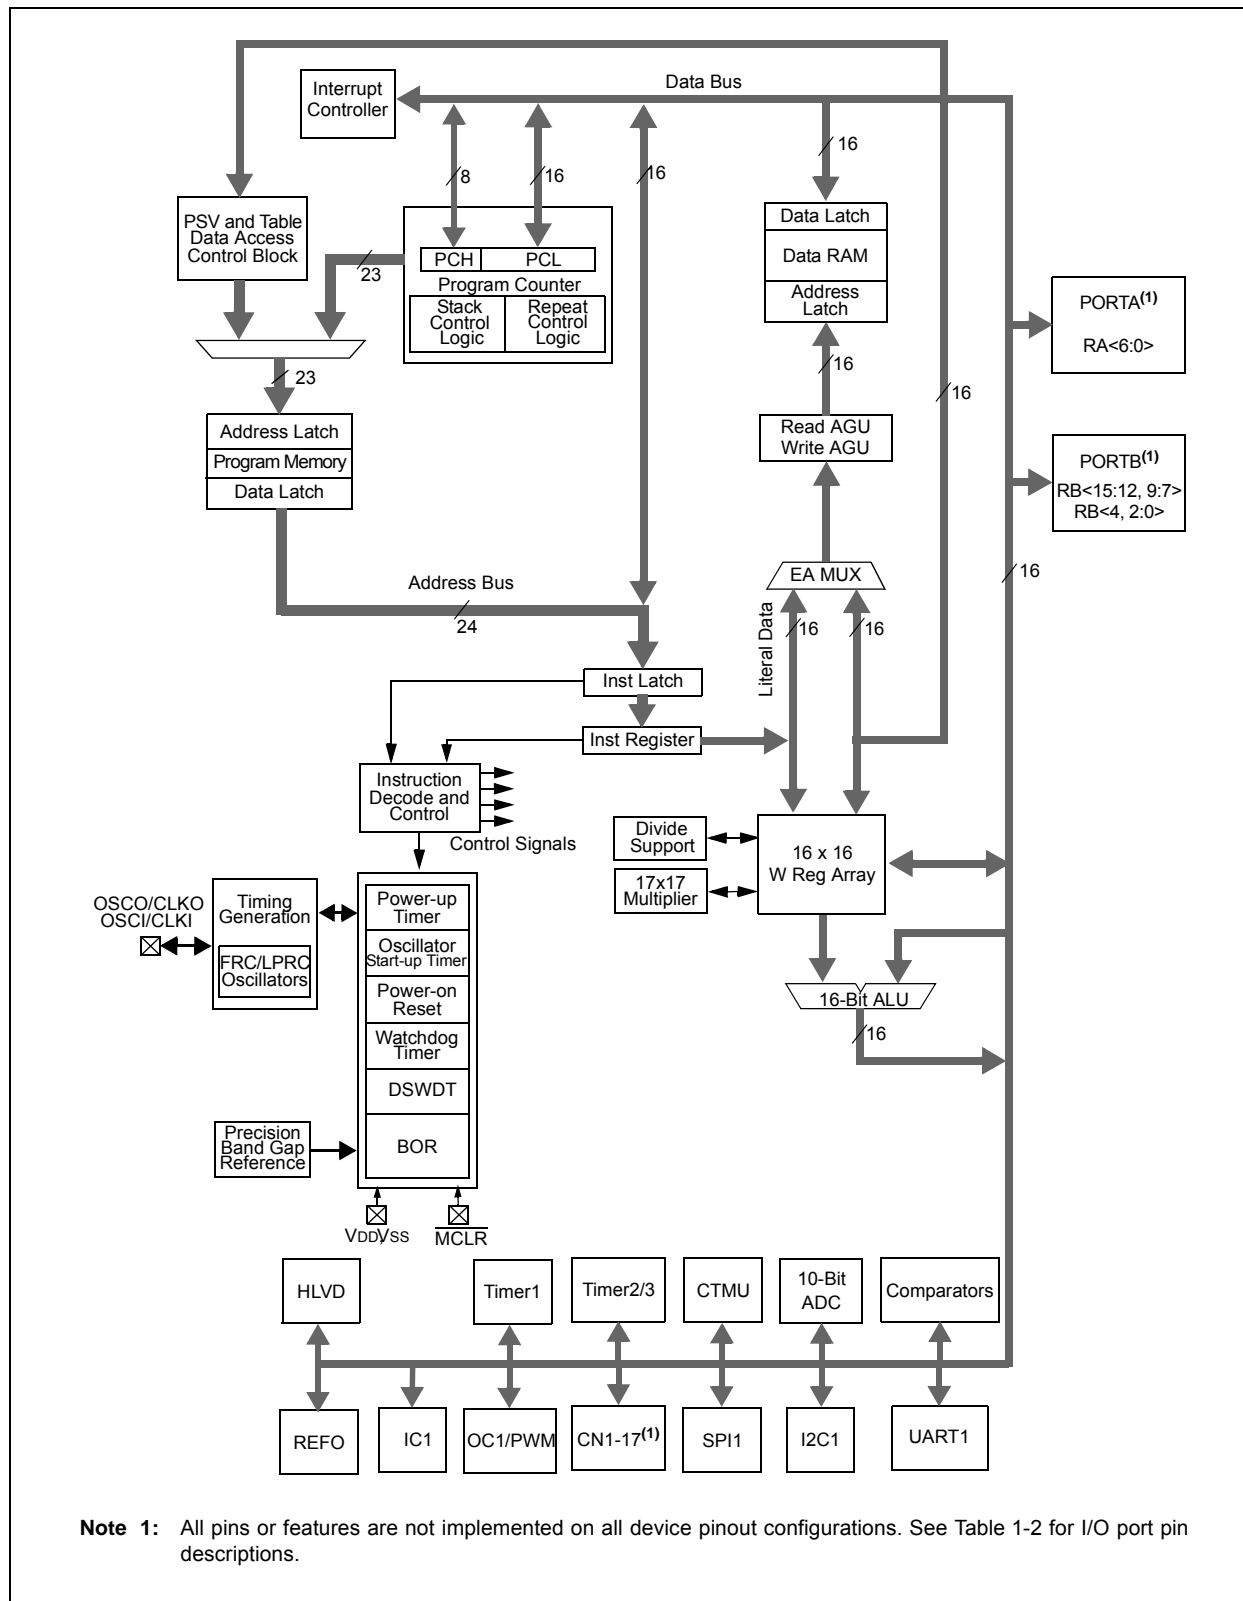 Data Bus
Interrupt
Controller
8
16
16
16
PSV and Table
Data Access
Control Block
23
PCH
PCL
Program Counter
Stack
Control
Logic
Repeat
Control
Logic
Data Latch
Data RAM
Address
Latch
PORTA(1)
RA<6:0>
23
16
16
Address Latch
Program Memory
Data Latch
Read AGU
Write AGU
PORTB(1)
RB<15:12, 9:7>
RB<4, 2:0>
EA MUX
16
Address Bus
24
Literal Data
16
16
Inst Latch
Inst Register
Instruction
Decode and
Control
Control Signals
Divide
Support
17x17
Multiplier
16 x 16
W Reg Array
OSCO/CLKO
OSCI/CLKI
Timing
Generation
FRC/LPRC
Oscillators
Power-up
Timer
Oscillator
Start-up Timer
Power-on
Reset
Watchdog
Timer
DSWDT
BOR
16-Bit ALU
16
Precision
Band Gap
Reference
VDD,VSS
MCLR
HLVD
Timer1
Timer2/3
CTMU
10-Bit
ADC
Comparators
REFO
IC1
OC1/PWM
CN1-17(1)
SPI1
I2C1
UART1
Note 1: All pins or features are not implemented on all device pinout configurations. See Table 1-2 for I/O port pin
descriptions.